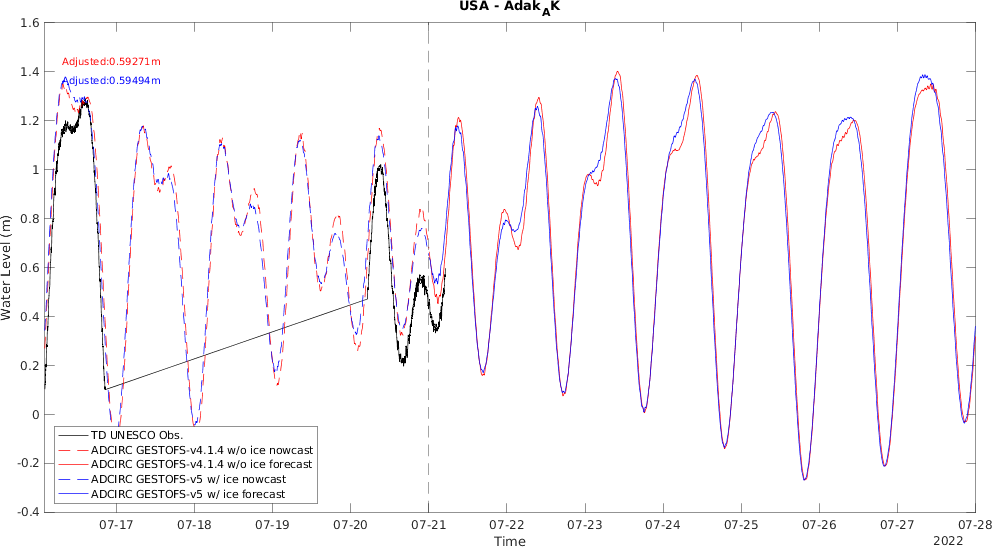 USA - Adak_AK
1.6
1.4
1.2
1
0.8
0.6
0.4
0.2
0
-0.2
-0.4
Water Level (m)
Adjusted:0.59271m
Adjusted:0.59494m
TD UNESCO Obs.
ADCIRC GESTOFS-v4.1.4 w/o ice nowcast
ADCIRC GESTOFS-v4.1.4 w/o ice forecast
ADCIRC GESTOFS-v5 w/ ice nowcast
ADCIRC GESTOFS-v5 w/ ice forecast
07-17 07-18 07-19 07-20 07-21 07-22 07-23 07-24 07-25 07-26 07-27 07-28
Time
2022